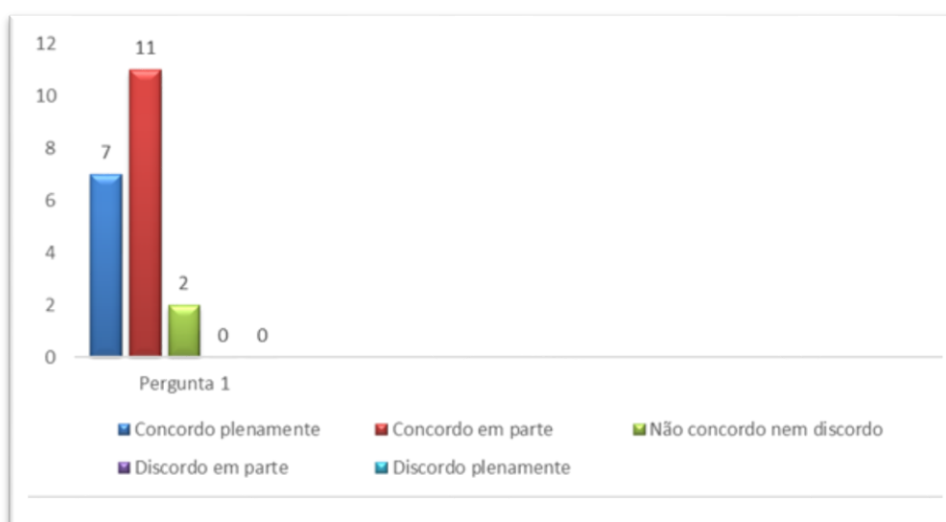 12
11
10
8
7
6
4
2
2
0
0
0
Pergunta 1
Concordo plenamente
Concordo em parte
Não concordo nem discordo
Discordo em parte
Discordo plenamente